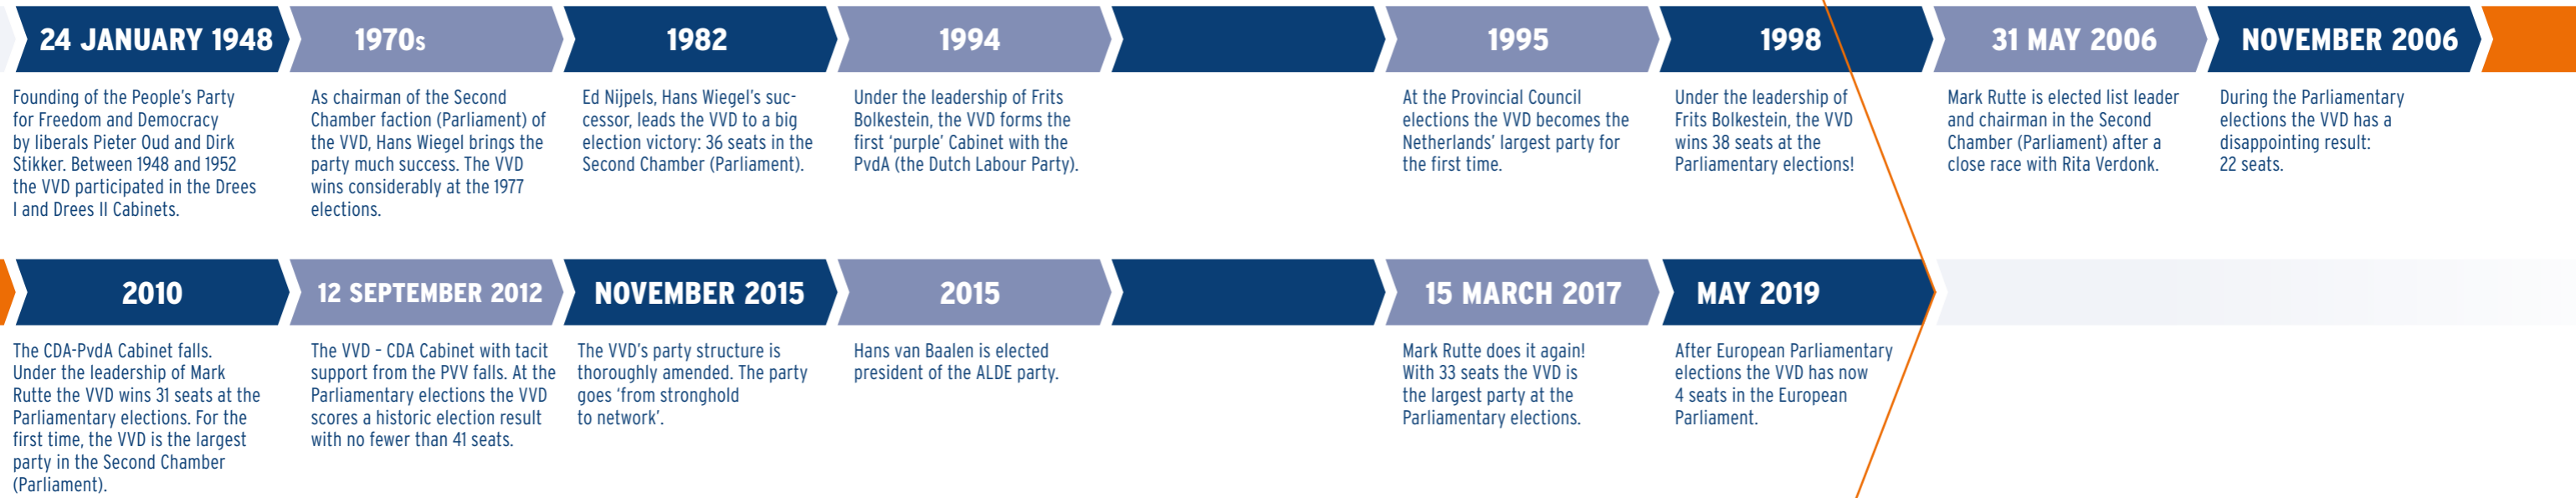 24 JANUARY 1948
Founding of the People's Party
for Freedom and Democracy
by liberals Pieter Oud and Dirk
Stikker. Between 1948 and 1952
the VVD participated in the Drees
I and Drees II Cabinets.
1970s
As chairman of the Second
Chamber faction (Parliament) of
the VVD, Hans Wiegel brings the
party much success. The VVD
wins considerably at the 1977
elections.
1982
Ed Nijpels, Hans Wiegel's suc-
cessor, leads the VVD to a big
election victory: 36 seats in the
Second Chamber (Parliament).
1994
Under the leadership of Frits
Bolkestein, the VVD forms the
first ‘purple’ Cabinet with the
PvdA (the Dutch Labour Party).
1995
At the Provincial Council
elections the VVD becomes the
Netherlands’ largest party for
the first time.
1998
Under the leadership of
Frits Bolkestein, the VVD
wins 38 seats at the
Parliamentary elections!
31 MAY 2006
Mark Rutte is elected list leader
and chairman in the Second
Chamber (Parliament) after a
close race with Rita Verdonk.
NOVEMBER 2006
During the Parliamentary
elections the VVD has a
disappointing result:
22 seats.
2010
The CDA-PvdA Cabinet falls.
Under the leadership of Mark
Rutte the VVD wins 31 seats at the
Parliamentary elections. For the
first time, the VVD is the largest
party in the Second Chamber
(Parliament).
12 SEPTEMBER 2012
The VVD – CDA Cabinet with tacit
support from the PVV falls. At the
Parliamentary elections the VVD
scores a historic election result
with no fewer than 41 seats.
NOVEMBER 2015
The VVD's party structure is
thoroughly amended. The party
goes ‘from stronghold
to network’.
2015
Hans van Baalen is elected
president of the ALDE party.
15 MARCH 2017
Mark Rutte does it again!
With 33 seats the VVD is
the largest party at the
Parliamentary elections.
MAY 2019
After European Parliamentary
elections the VVD has now
4 seats in the European
Parliament.